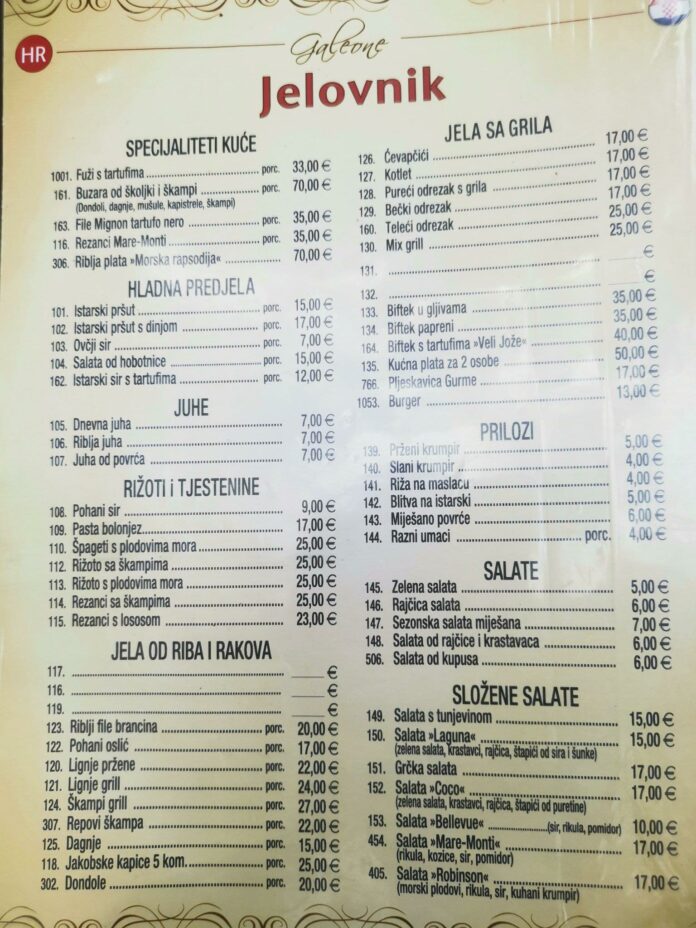 HR
Galeone
Jelovnik
SPECIJALITETI KUĆE
1001. Fuži s tartufima porc. 33,00 €
161. Buzara od školjki i škampi porc. 70,00 €
(Dondoli, dagnje, mušule, kapistrele, škampi)
163. File Mignon tartufo nero porc. 35,00 €
116. Rezanci Mare-Monti porc. 35,00 €
306. Riblja plata »Morska rapsodija« 70,00 €
HLADNA PREDJELA
101. Istarski pršut porc. 15,00 €
102. Istarski pršut s dinjom porc. 17,00 €
103. Ovčji sir porc. 7,00 €
104. Salata od hobotnice porc. 15,00 €
162. Istarski sir s tartufima porc. 12,00 €
JUHE
105. Dnevna juha 7,00 €
106. Riblja juha 7,00 €
107. Juha od povrća 7,00 €
RIŽOTI i TJESTENINE
108. Pohani sir 9,00 €
109. Pasta bolonjez 17,00 €
110. Špageti s plodovima mora 25,00 €
112. Rižoto sa škampima 25,00 €
113. Rižoto s plodovima mora 25,00 €
114. Rezanci sa škampima 25,00 €
115. Rezanci s lososom 23,00 €
JELA OD RIBA I RAKOVA
117. €
116. €
119. €
123. Riblji file brancina porc. 20,00 €
122. Pohani oslić porc. 17,00 €
120. Lignje pržene porc. 22,00 €
121. Lignje grill porc. 24,00 €
124. Škampi grill porc. 27,00 €
307. Repovi škampa porc. 22,00 €
125. Dagnje porc. 15,00 €
118. Jakobske kapice 5 kom. porc. 25,00 €
302. Dondole porc. 20,00 €
JELA SA GRILA
126. Ćevapčići 17,00 €
127. Kotlet 17,00 €
128. Pureći odrezak s grila 17,00 €
129. Bečki odrezak 17,00 €
160. Teleći odrezak 25,00 €
130. Mix grill 25,00 €
131. €
132. €
133. Biftek u gljivama 35,00 €
134. Biftek papreni 35,00 €
164. Biftek s tartufima »Veli Jože« 40,00 €
135. Kućna plata za 2 osobe 50,00 €
766. Pljeskavica Gurme 17,00 €
1053. Burger 13,00 €
PRILOZI
139. Prženi krumpir 5,00 €
140. Slani krumpir 4,00 €
141. Riža na maslacu 4,00 €
142. Blitva na istarski 5,00 €
143. Miješano povrće 6,00 €
144. Razni umaci porc. 4,00 €
SALATE
145. Zelena salata 5,00 €
146. Rajčica salata 6,00 €
147. Sezonska salata miješana 7,00 €
148. Salata od rajčice i krastavaca 6,00 €
506. Salata od kupusa 6,00 €
SLOŽENE SALATE
149. Salata s tunjevinom 15,00 €
150. Salata »Laguna« 15,00 €
(zelena salata, krastavci, rajčica, štapići od sira i šunke)
151. Grčka salata 17,00 €
152. Salata »Coco« 17,00 €
(zelena salata, krastavci, rajčica, štapići od puretine)
153. Salata »Bellevue« (sir, rikula, pomidor) 10,00 €
454. Salata »Mare-Monti« 17,00 €
(rikula, kozice, sir, pomidor)
405. Salata »Robinson« 17,00 €
(morski plodovi, rikula, sir, kuhani krumpir)